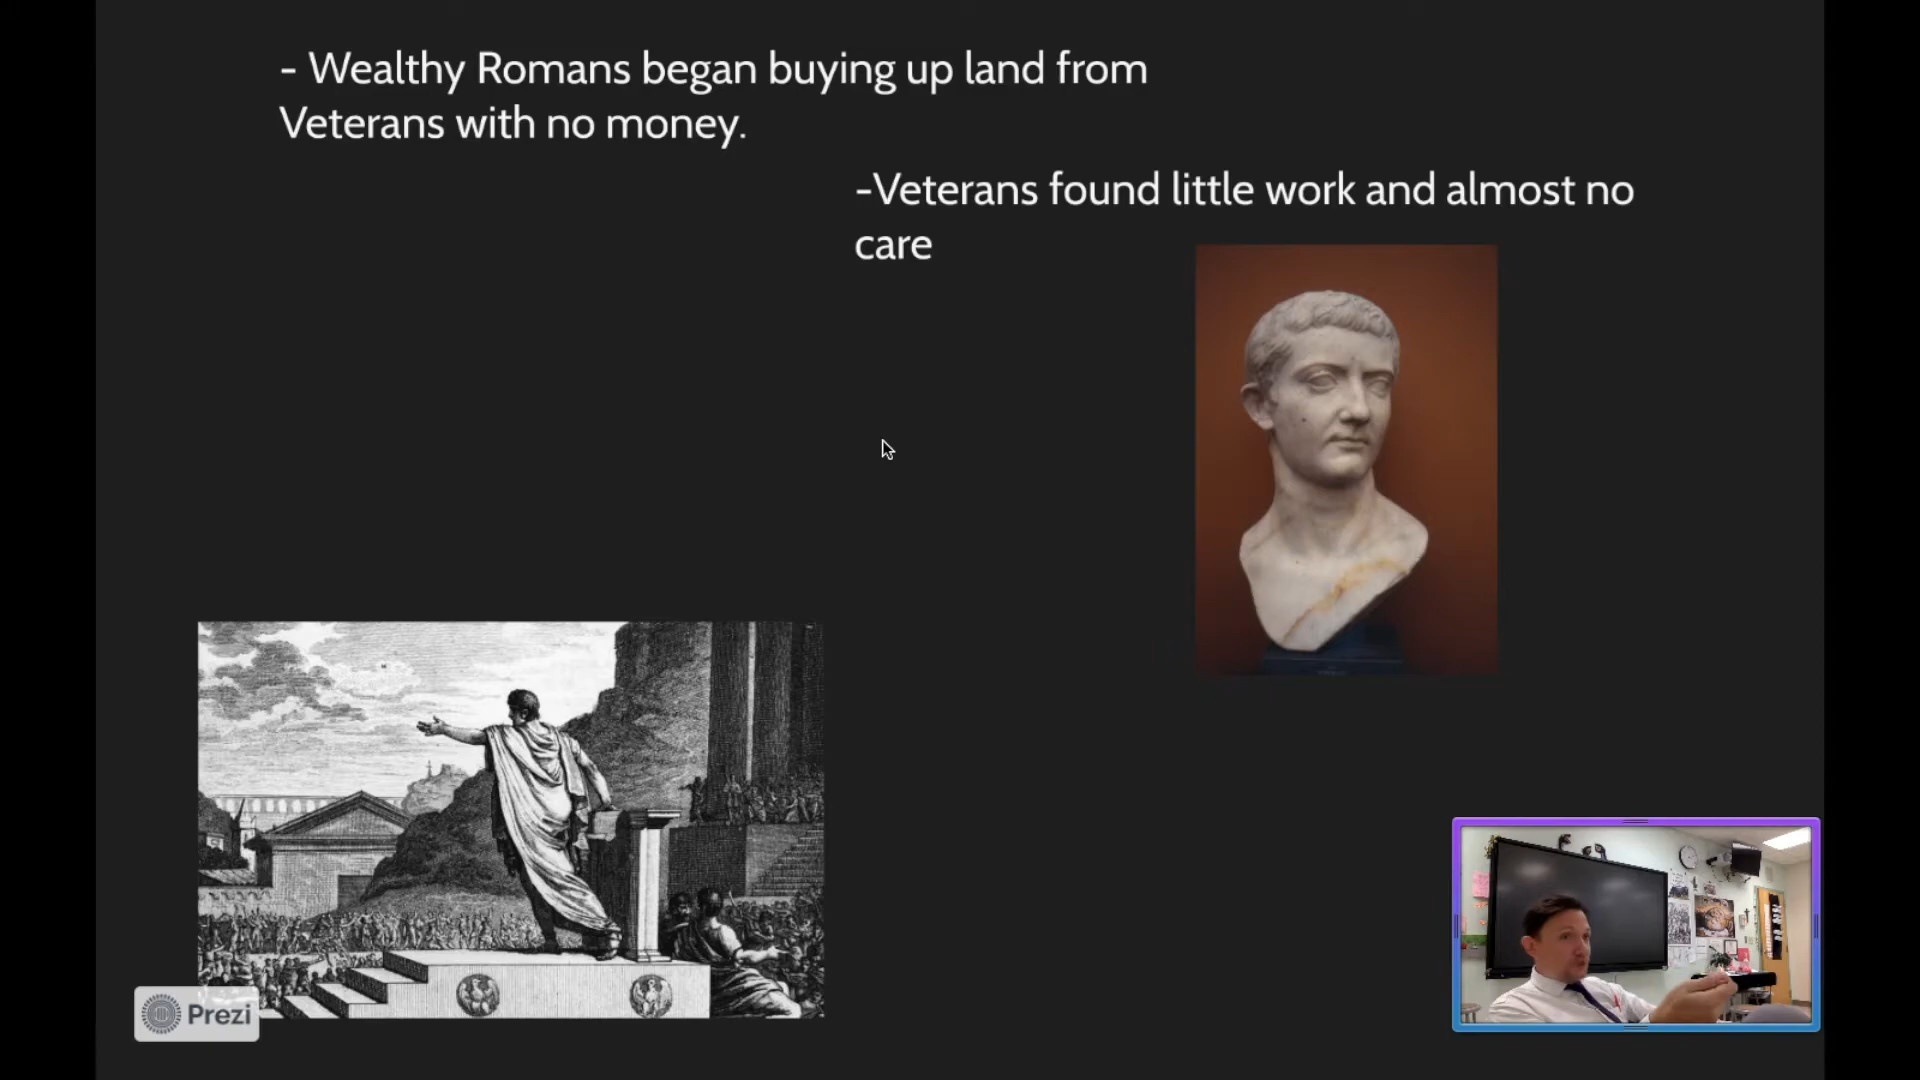 - Wealthy Romans began buying up land from
Veterans with no money.
-Veterans found little work and almost no
care
Prezi